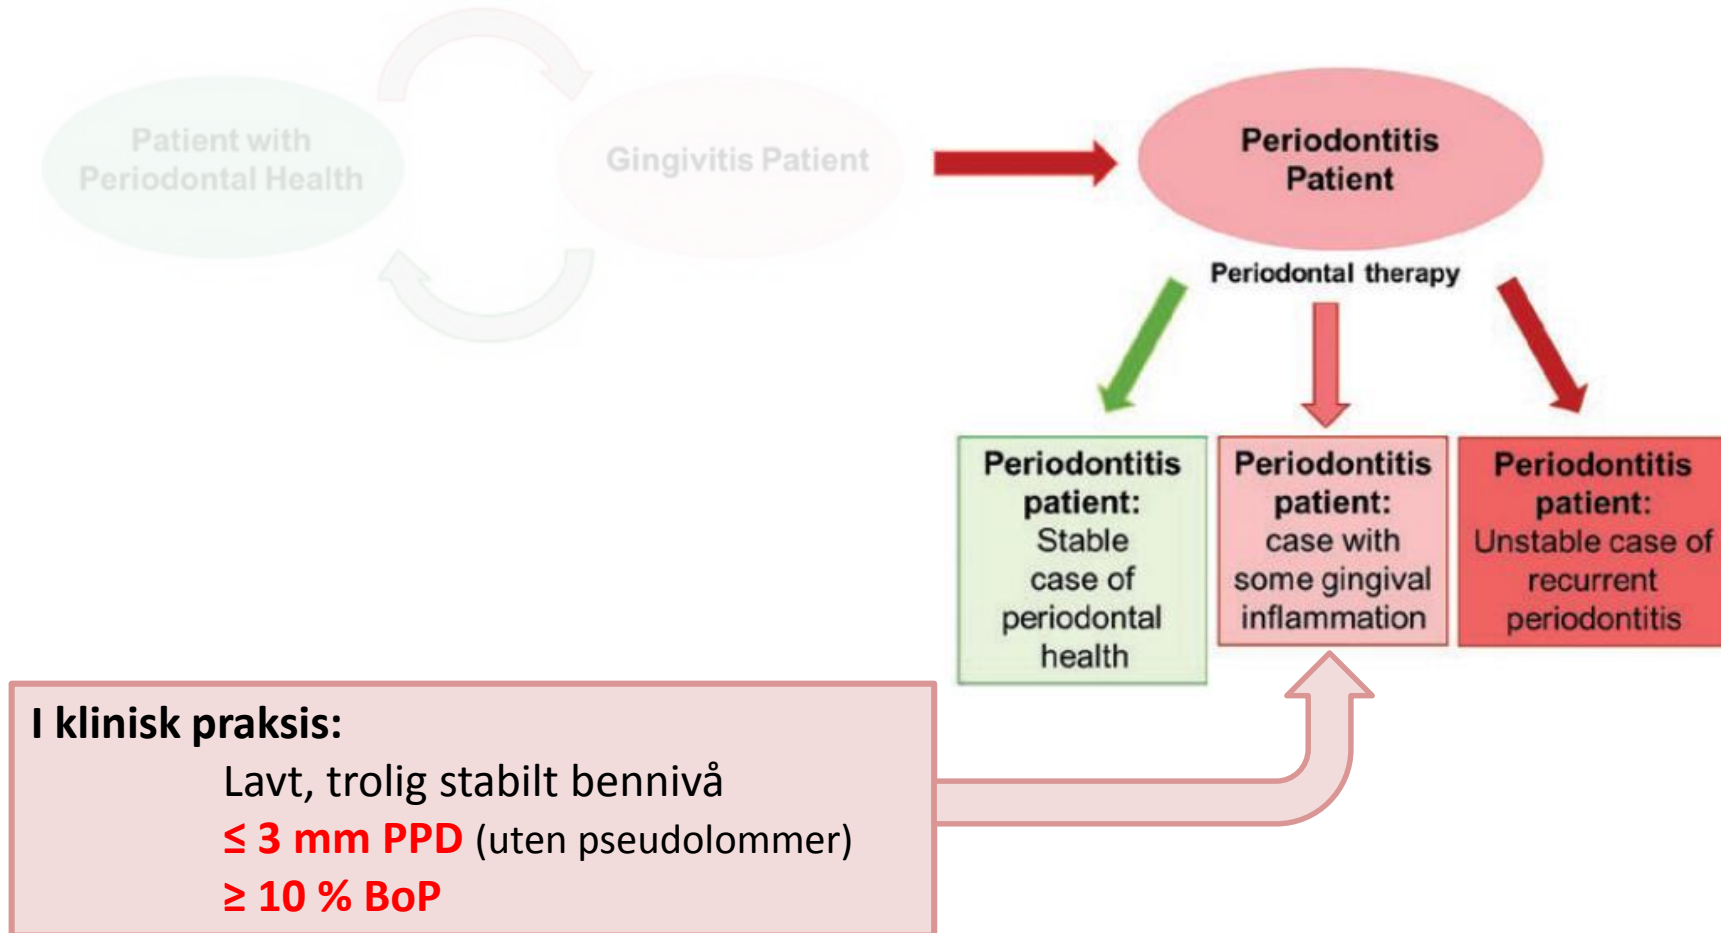 Patient with
Periodontal Health
Gingivitis Patient
Periodontitis
Patient
Periodontal therapy
Periodontitis
patient:
Stable
case of
periodontal
health
Periodontitis
patient:
case with
some gingival
inflammation
Periodontitis
patient:
Unstable case of
recurrent
periodontitis
I klinisk praksis:
Lavt, trolig stabilt bennivå
≤ 3 mm PPD (uten pseudolommer)
≥ 10 % BoP